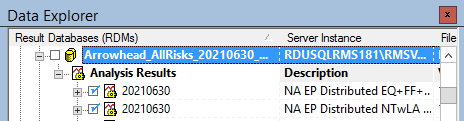 Data Explorer
Result Databases (RDMs) Server Instance File
Arrowhead_AllRisks_20210630_... RDUSQLRMS181\RMSV...
Analysis Results Description
20210630 NA EP Distributed EQ+FF+...
20210630 NA EP Distributed NTwLA ...